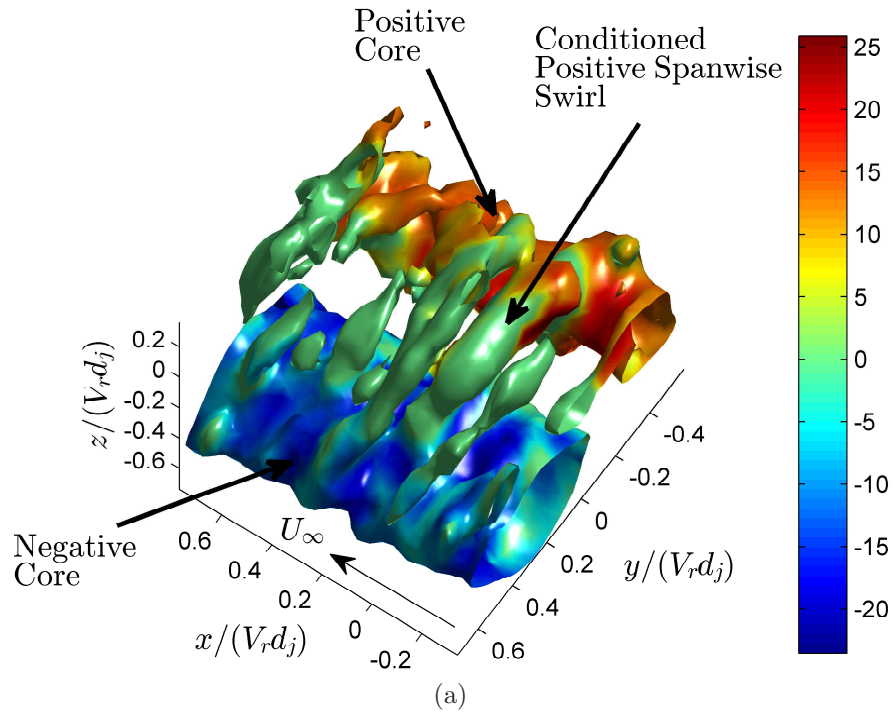 Positive
Core
Conditioned
Positive Spanwise
Swirl
25
20
15
10
5
0
-5
-10
-15
-20
0.2
0
-0.2
-0.4
-0.6
z/(V_r d_j)
-0.4
-0.2
0
0.2
0.4
0.6
y/(V_r d_j)
Negative
Core
U_∞
0.6
0.4
0.2
0
-0.2
x/(V_r d_j)
(a)